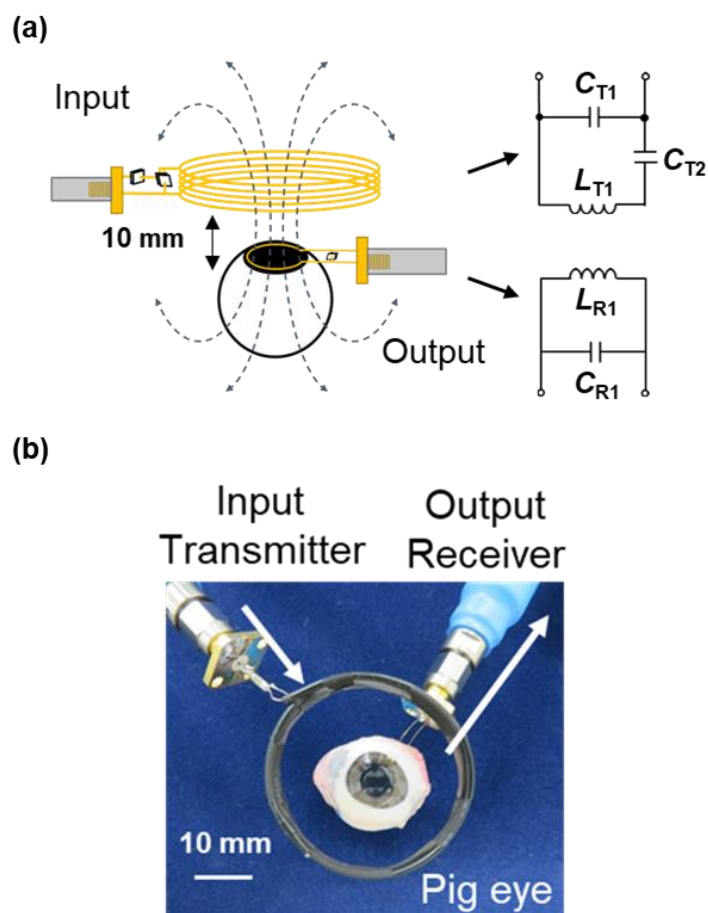 (a)
Input
10 mm
Output
C_T1
C_T2
L_T1
L_R1
C_R1
(b)
Input
Transmitter
Output
Receiver
10 mm
Pig eye